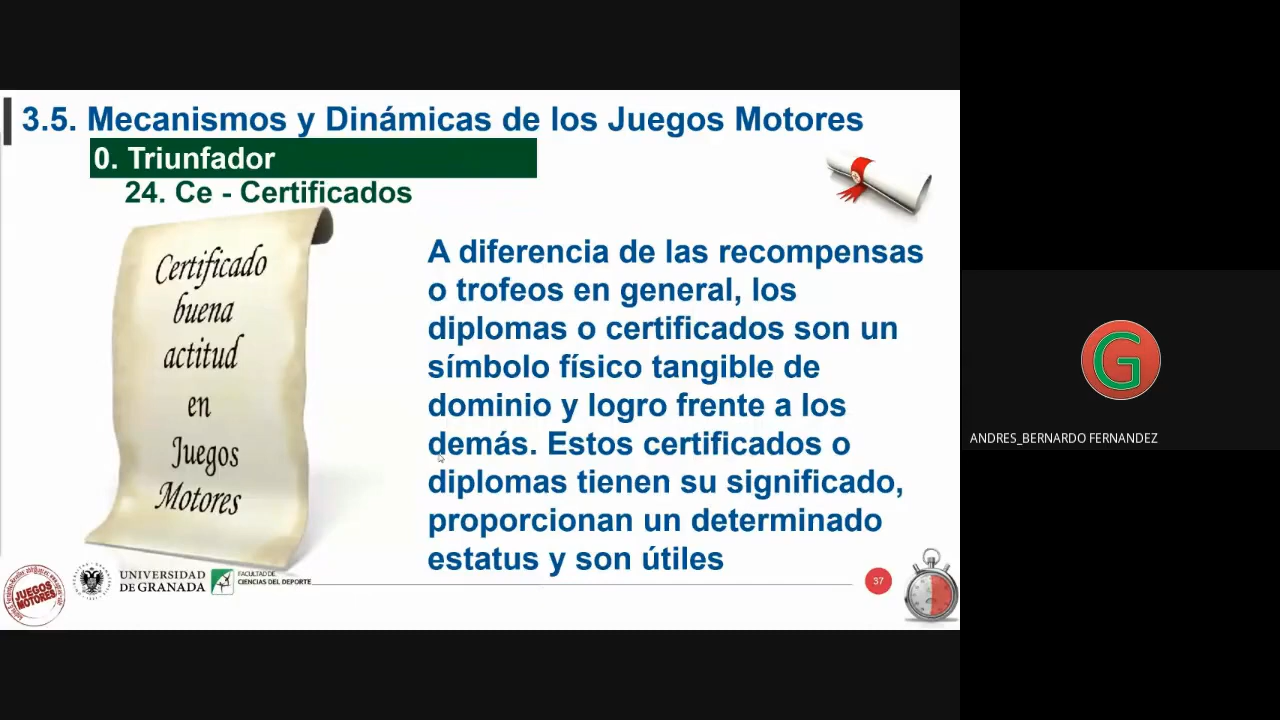 3.5. Mecanismos y Dinámicas de los Juegos Motores
0. Triunfador
24. Ce - Certificados
Certificado
buena
actitud
en
Juegos
Motores
A diferencia de las recompensas
o trofeos en general, los
diplomas o certificados son un
símbolo físico tangible de
dominio y logro frente a los
demás. Estos certificados o
diplomas tienen su significado,
proporcionan un determinado
estatus y son útiles
JUEGOS
MOTORES
UNIVERSIDAD
DE GRANADA
FACULTAD DE
CIENCIAS DEL DEPORTE
37
G
ANDRES_BERNARDO FERNANDEZ